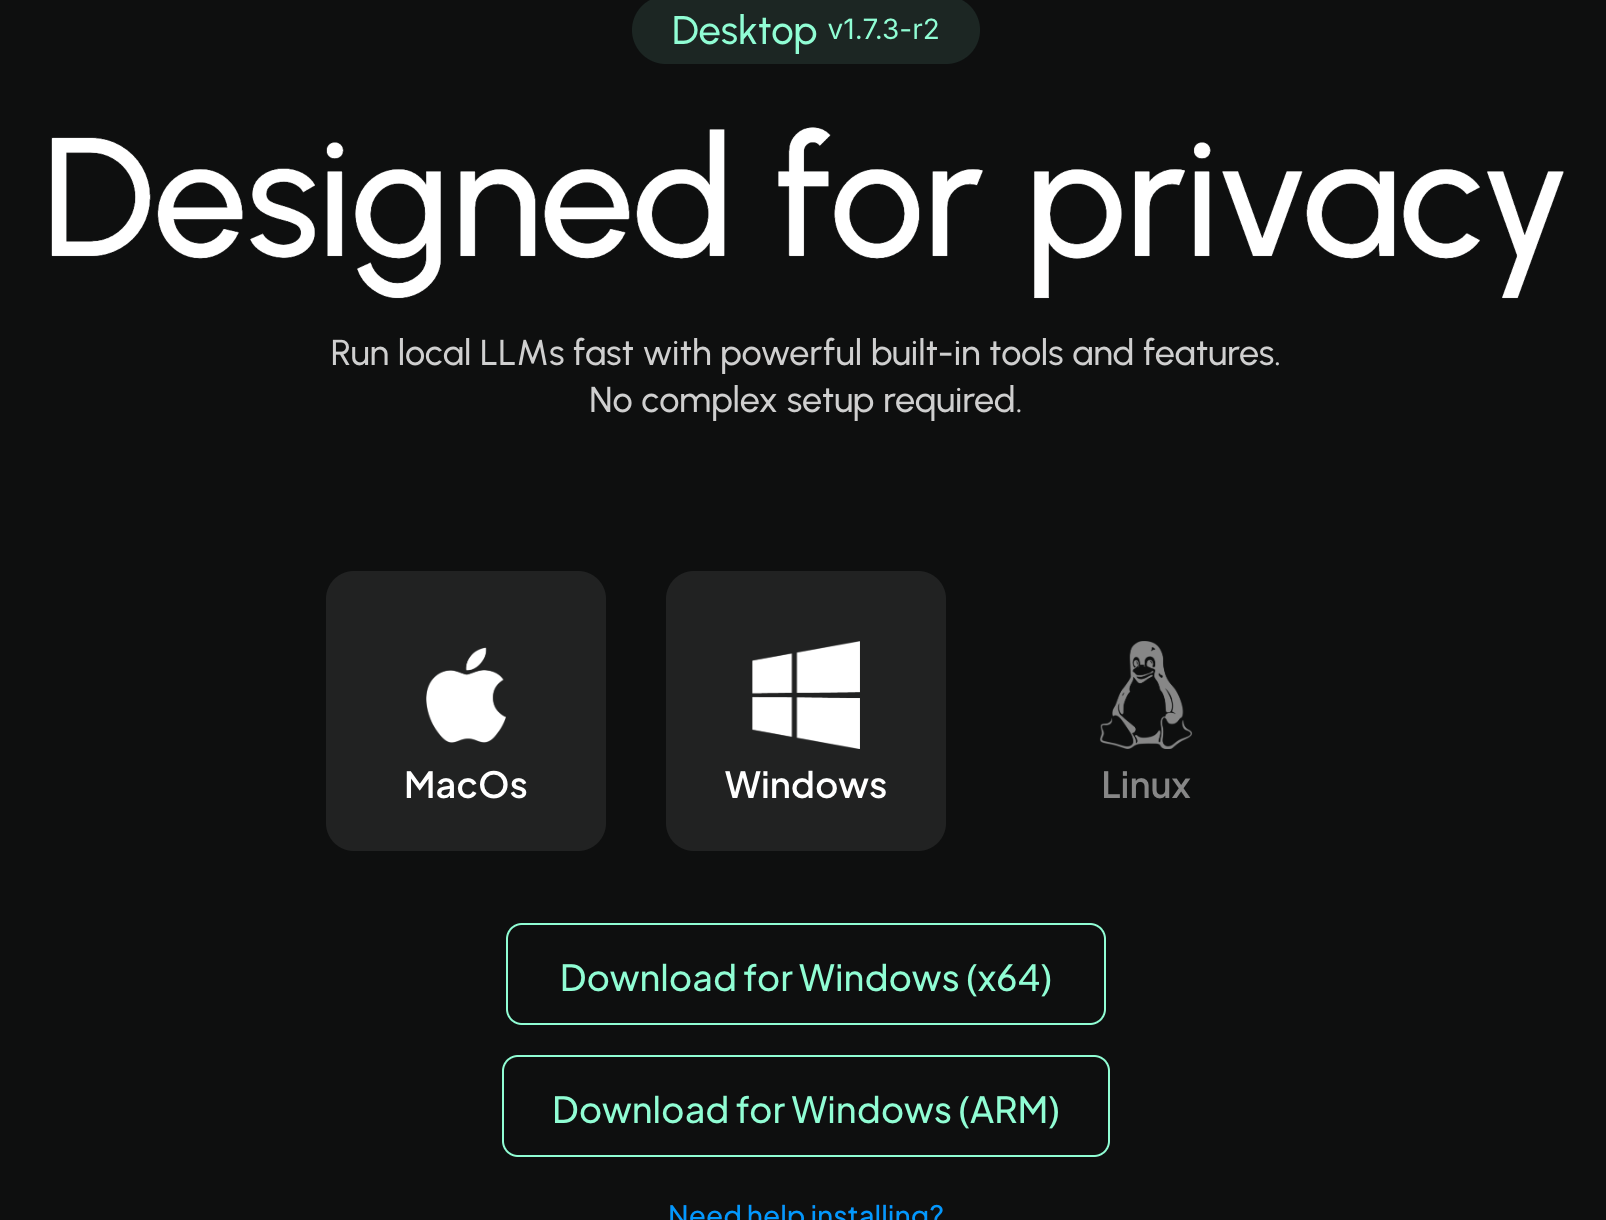 Desktop v1.7.3-r2
Designed for privacy
Run local LLMs fast with powerful built-in tools and features.
No complex setup required.
MacOs
Windows
Linux
Download for Windows (x64)
Download for Windows (ARM)
Need help installing?